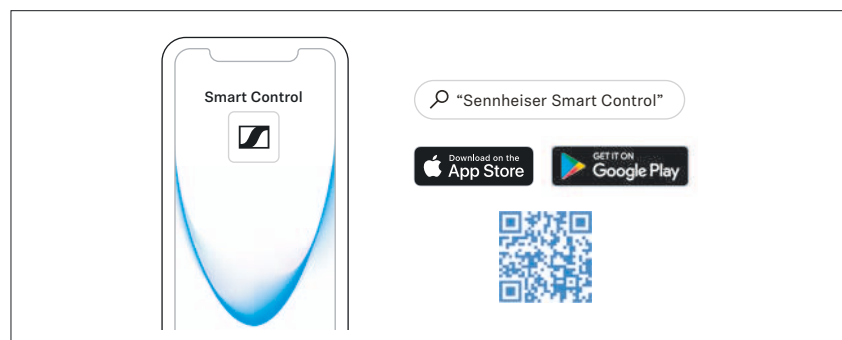 Smart Control
“Sennheiser Smart Control”
Download on the
App Store
GET IT ON
Google Play